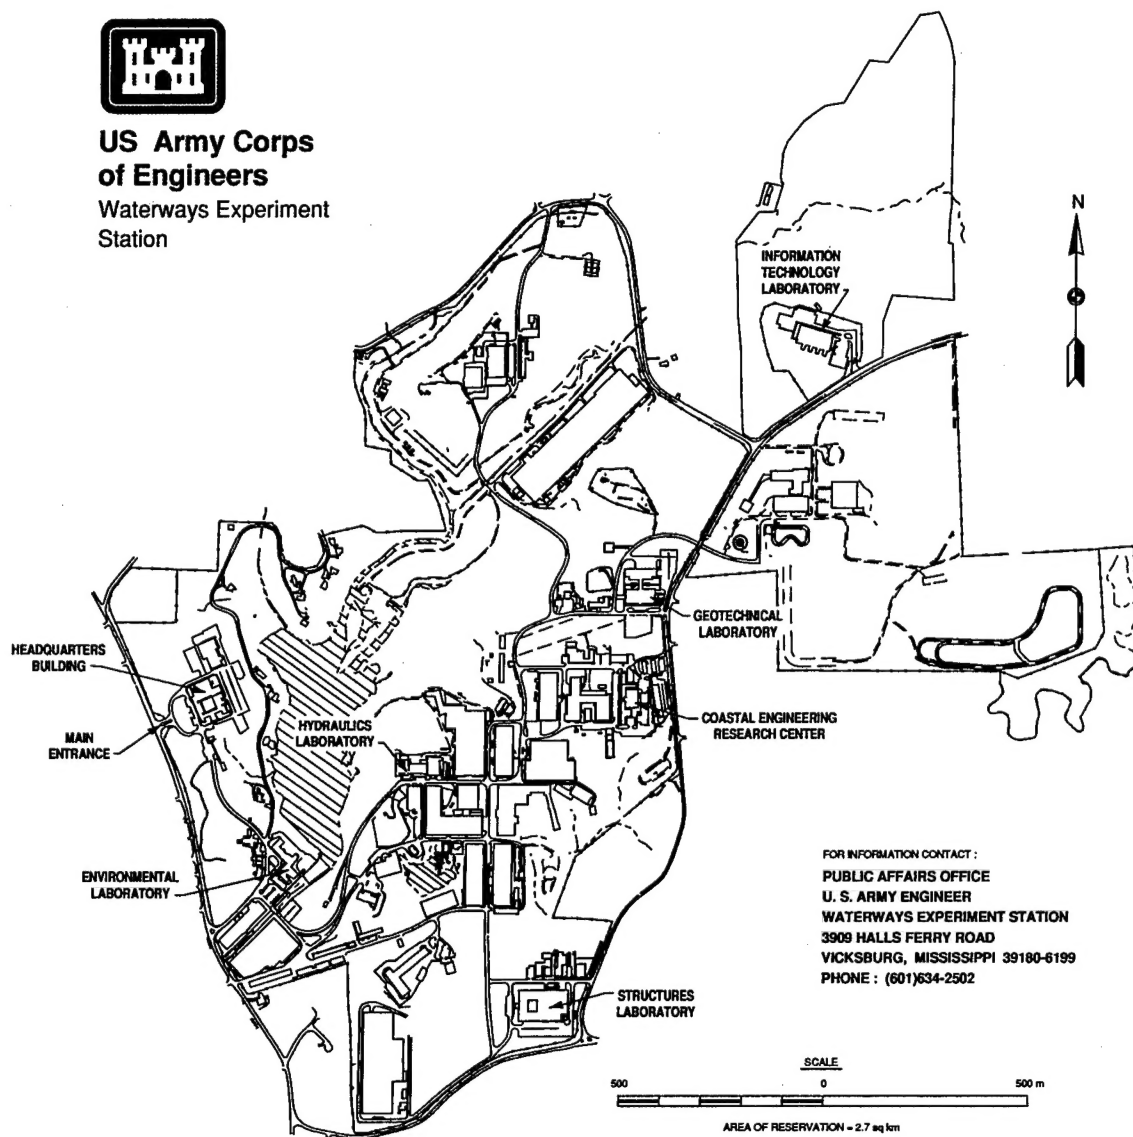 US Army Corps
of Engineers
Waterways Experiment
Station
N
INFORMATION
TECHNOLOGY
LABORATORY
GEOTECHNICAL
LABORATORY
HEADQUARTERS
BUILDING
MAIN
ENTRANCE
HYDRAULICS
LABORATORY
COASTAL ENGINEERING
RESEARCH CENTER
ENVIRONMENTAL
LABORATORY
STRUCTURES
LABORATORY
FOR INFORMATION CONTACT :
PUBLIC AFFAIRS OFFICE
U. S. ARMY ENGINEER
WATERWAYS EXPERIMENT STATION
3909 HALLS FERRY ROAD
VICKSBURG, MISSISSIPPI 39180-6199
PHONE : (601)634-2502
SCALE
500 0 500 m
AREA OF RESERVATION = 2.7 sq km